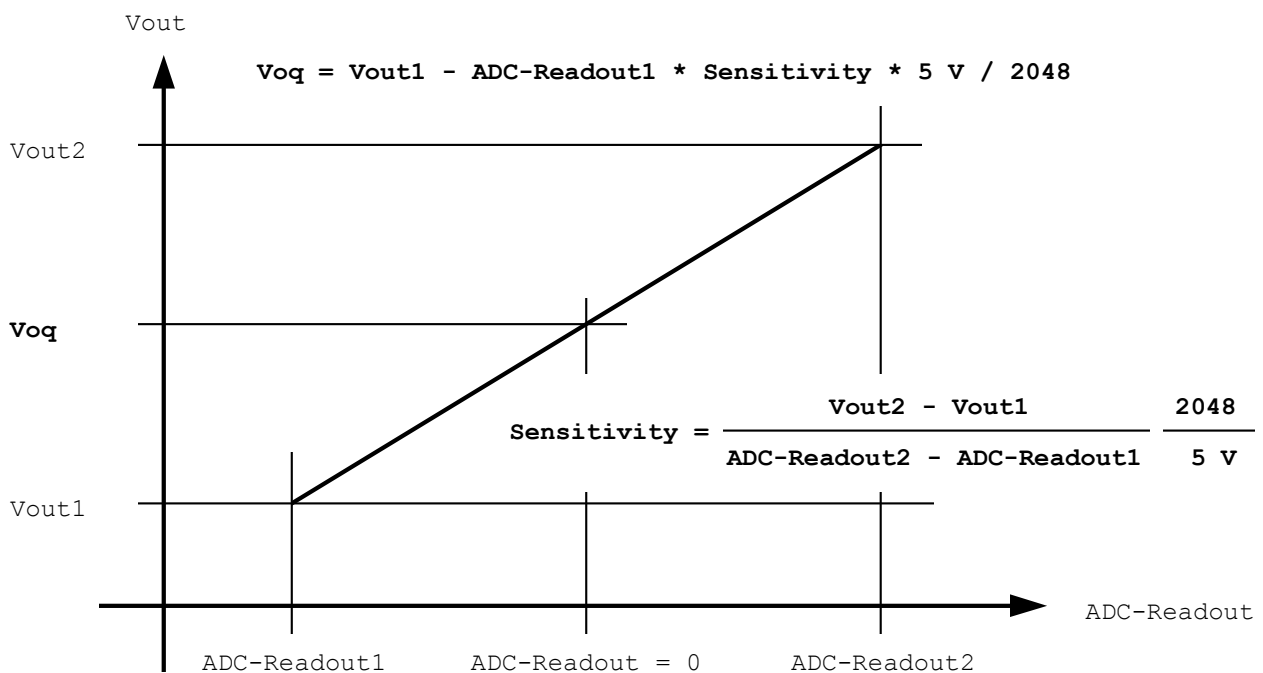 Vout
Voq = Vout1 - ADC-Readout1 * Sensitivity * 5 V / 2048
Vout2
Voq
Vout2 - Vout1 2048
Sensitivity =
ADC-Readout2 - ADC-Readout1 5 V
Vout1
ADC-Readout
ADC-Readout1 ADC-Readout = 0 ADC-Readout2